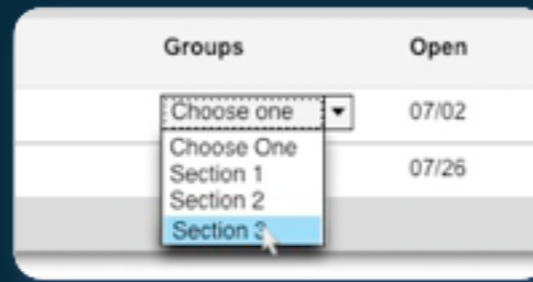 Groups Open
Choose one 07/02
Choose One
Section 1 07/26
Section 2
Section 3